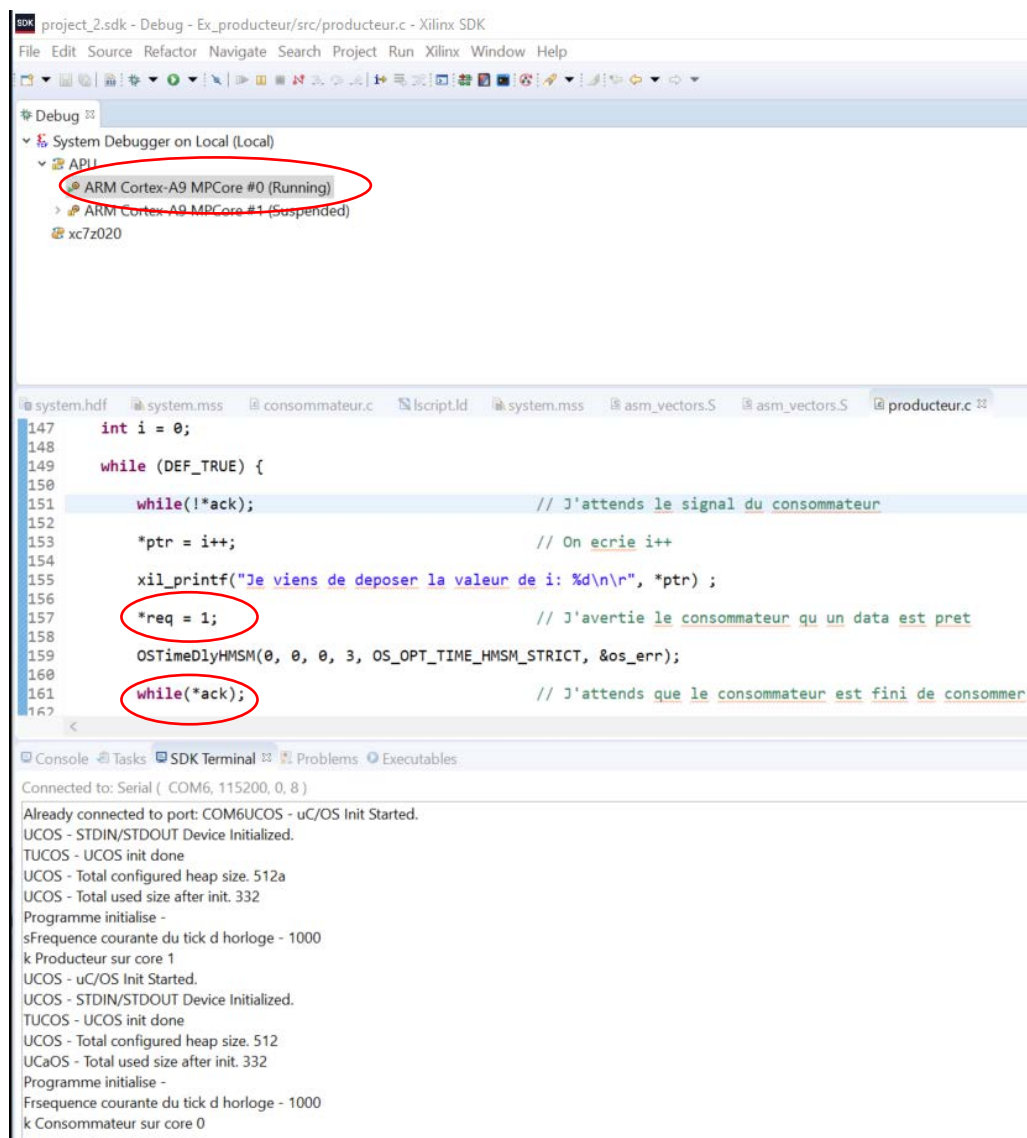 SDK project_2.sdk - Debug - Ex_producteur/src/producteur.c - Xilinx SDK
File Edit Source Refactor Navigate Search Project Run Xilinx Window Help
Debug
System Debugger on Local (Local)
APU
ARM Cortex-A9 MPCore #0 (Running)
ARM Cortex-A9 MPCore #1 (Suspended)
xc7z020
system.hdf system.mss consommateur.c lscript.ld system.mss asm_vectors.S asm_vectors.S producteur.c
147 int i = 0;
148
149 while (DEF_TRUE) {
150
151 while(!*ack); // J'attends le signal du consommateur
152
153 *ptr = i++; // On ecrie i++
154
155 xil_printf("Je viens de deposer la valeur de i: %d\n\r", *ptr) ;
156
157 *req = 1; // J'avertie le consommateur qu un data est pret
158
159 OSTimeDlyHMSM(0, 0, 0, 3, OS_OPT_TIME_HMSM_STRICT, &os_err);
160
161 while(*ack); // J'attends que le consommateur est fini de consommer
162
Console Tasks SDK Terminal Problems Executables
Connected to: Serial ( COM6, 115200, 0, 8 )
Already connected to port: COM6UCOS - uC/OS Init Started.
UCOS - STDIN/STDOUT Device Initialized.
TUCOS - UCOS init done
UCOS - Total configured heap size. 512a
UCOS - Total used size after init. 332
Programme initialise -
sFrequence courante du tick d horloge - 1000
k Producteur sur core 1
UCOS - uC/OS Init Started.
UCOS - STDIN/STDOUT Device Initialized.
TUCOS - UCOS init done
UCOS - Total configured heap size. 512
UCaOS - Total used size after init. 332
Programme initialise -
Frsequence courante du tick d horloge - 1000
k Consommateur sur core 0